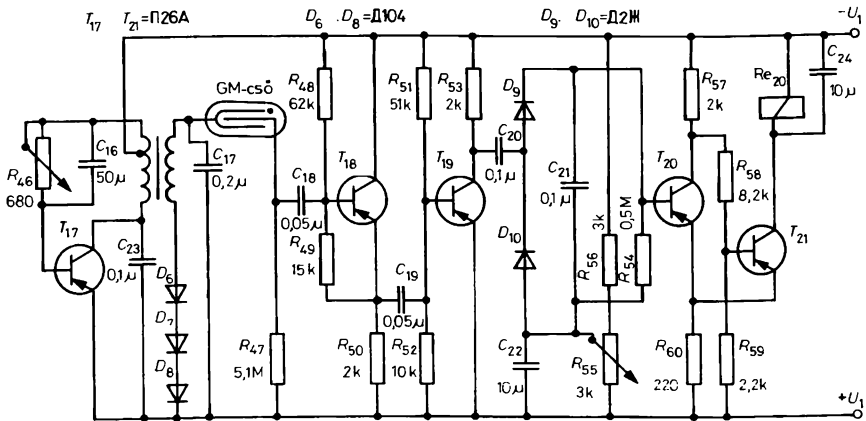 T17 T21=П26А D6 .D8=Д104 D9. D10=Д2Ж −U1
C24
10μ
Re20
R57
2k
R48
62k
R51
51k
R53
2k
D9
GM-cső
C16
50μ
R46
680
C17
0,2μ
C18
0,05μ
T18
T19
C20
0,1μ
C21
0,1μ
T20
R58
8,2k
T21
T17
C23
0,1μ
R49
15k
C19
0,05μ
D10
3k
R56
0,5M
R54
D6
D7
D8
R47
5,1M
R50
2k
R52
10k
C22
10μ
R55
3k
R60
220
R59
2,2k
+U1